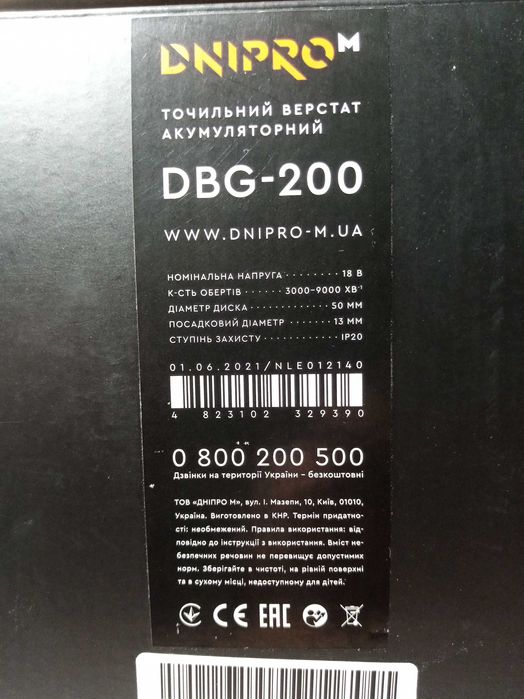 DNIPRO M
ТОЧИЛЬНИЙ ВЕРСТАТ
АКУМУЛЯТОРНИЙ
DBG-200
WWW.DNIPRO-M.UA
НОМІНАЛЬНА НАПРУГА 18 В
К-СТЬ ОБЕРТІВ 3000-9000 ХВ⁻¹
ДІАМЕТР ДИСКА 50 ММ
ПОСАДКОВИЙ ДІАМЕТР 13 ММ
СТУПІНЬ ЗАХИСТУ IP20
01.06.2021/NLE012140
4 823102 329390
0 800 200 500
Дзвінки на території України – безкоштовні
ТОВ «ДНІПРО М», вул. І. Мазепи, 10, Київ, 01010,
Україна. Виготовлено в КНР. Термін придатно-
сті: необмежений. Правила використання: від-
повідно до інструкції з використання. Вміст не-
безпечних речовин не перевищує допустимих
норм. Зберігати в чистоті, на рівній поверхні
та в сухому місці, недоступному для дітей.
CE EAC